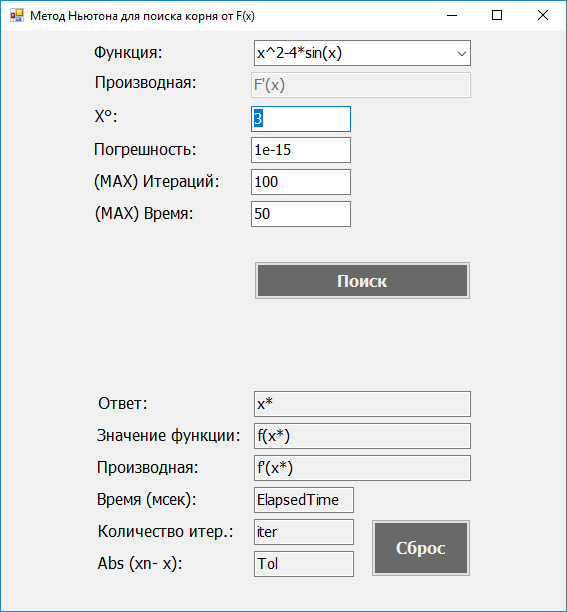 Метод Ньютона для поиска корня от F(x)
Функция: x^2-4*sin(x)
Производная: F'(x)
X°: 3
Погрешность: 1e-15
(MAX) Итераций: 100
(MAX) Время: 50
Поиск
Ответ: x*
Значение функции: f(x*)
Производная: f'(x*)
Время (мсек): ElapsedTime
Количество итер.: iter
Abs (xn- x): Tol
Сброс